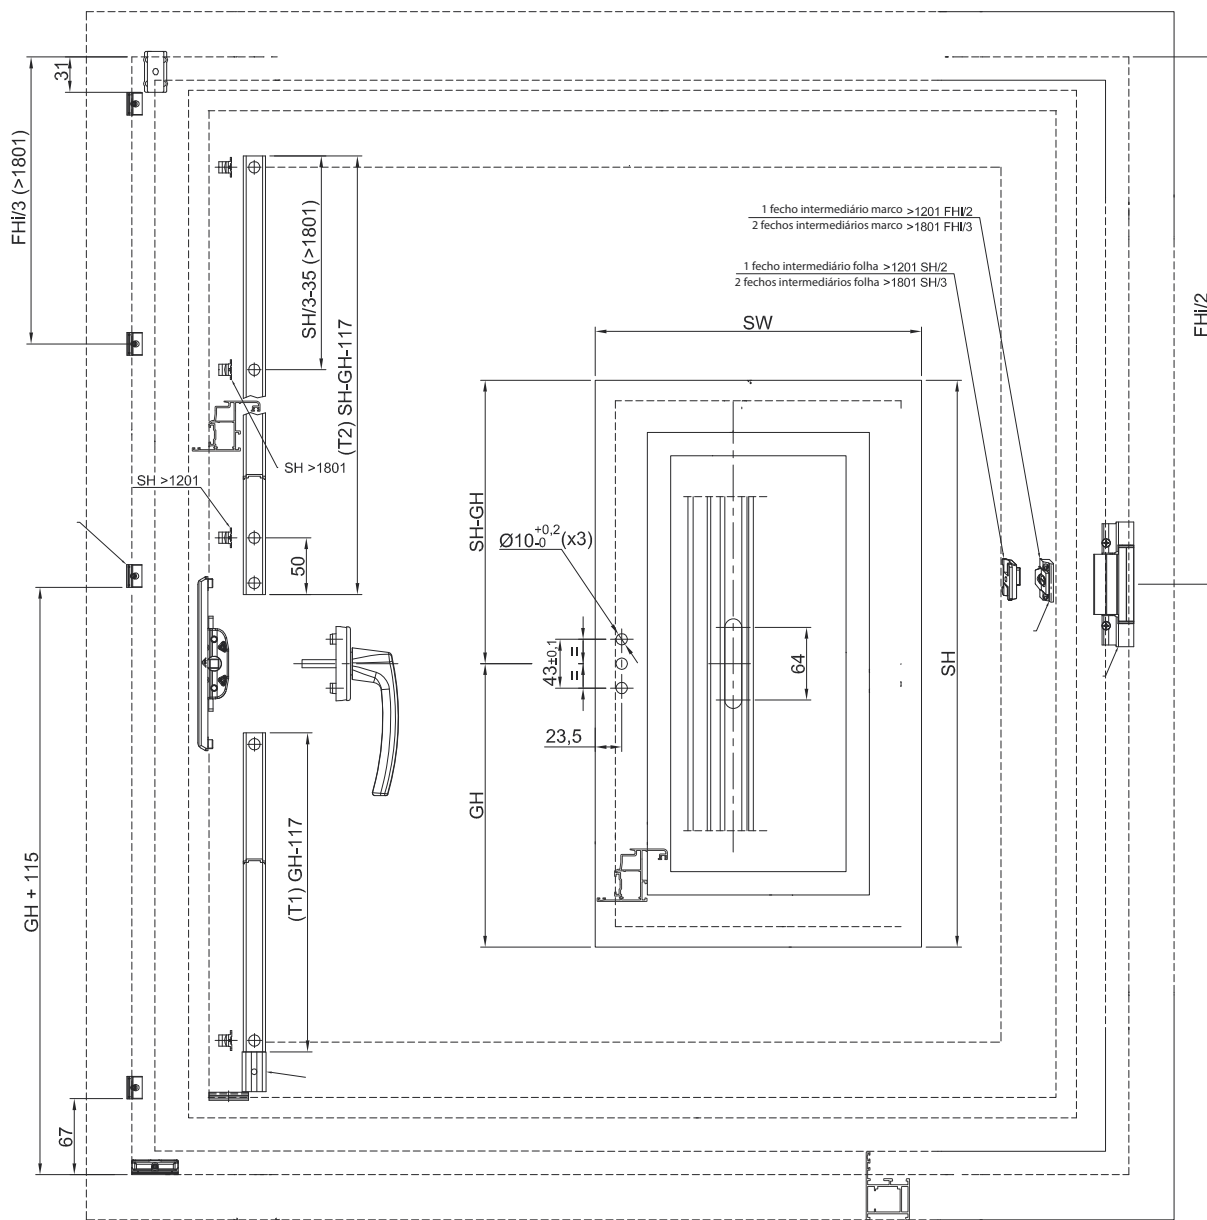 31
FHi/3 (>1801)
SH/3-35 (>1801)
(T2) SH-GH-117
1 fecho intermediário marco >1201 FHi/2
2 fechos intermediários marco >1801 FHi/3
1 fecho intermediário folha >1201 SH/2
2 fechos intermediários folha >1801 SH/3
FHi/2
SW
SH >1801
SH >1201
SH-GH
Ø10 +0,2 -0 (x3)
50
43±0,1
=
=
64
SH
23,5
GH
(T1) GH-117
GH + 115
67